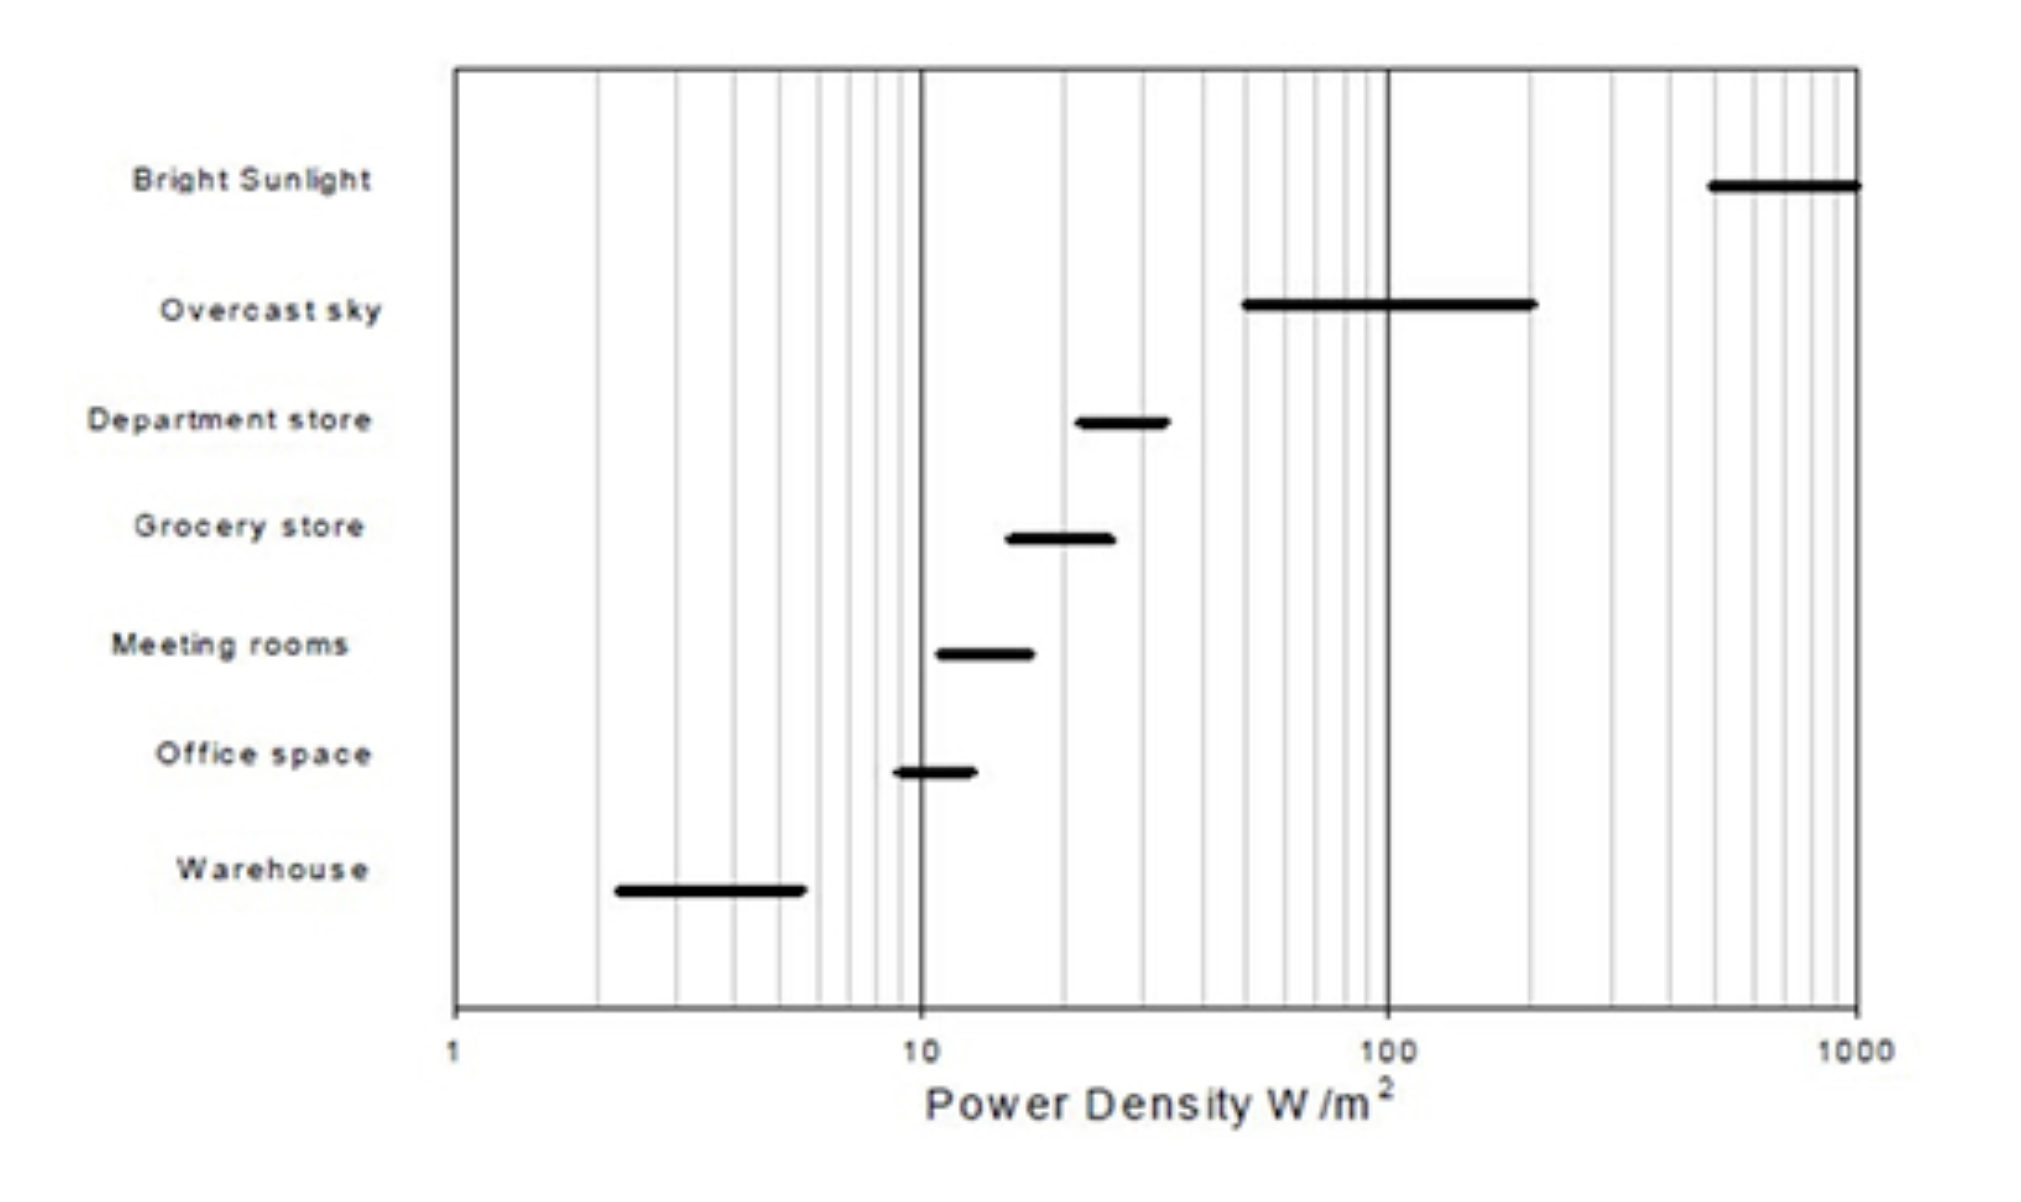 Bright Sunlight
Overcast sky
Department store
Grocery store
Meeting rooms
Office space
Warehouse
1 10 100 1000
Power Density W/m²